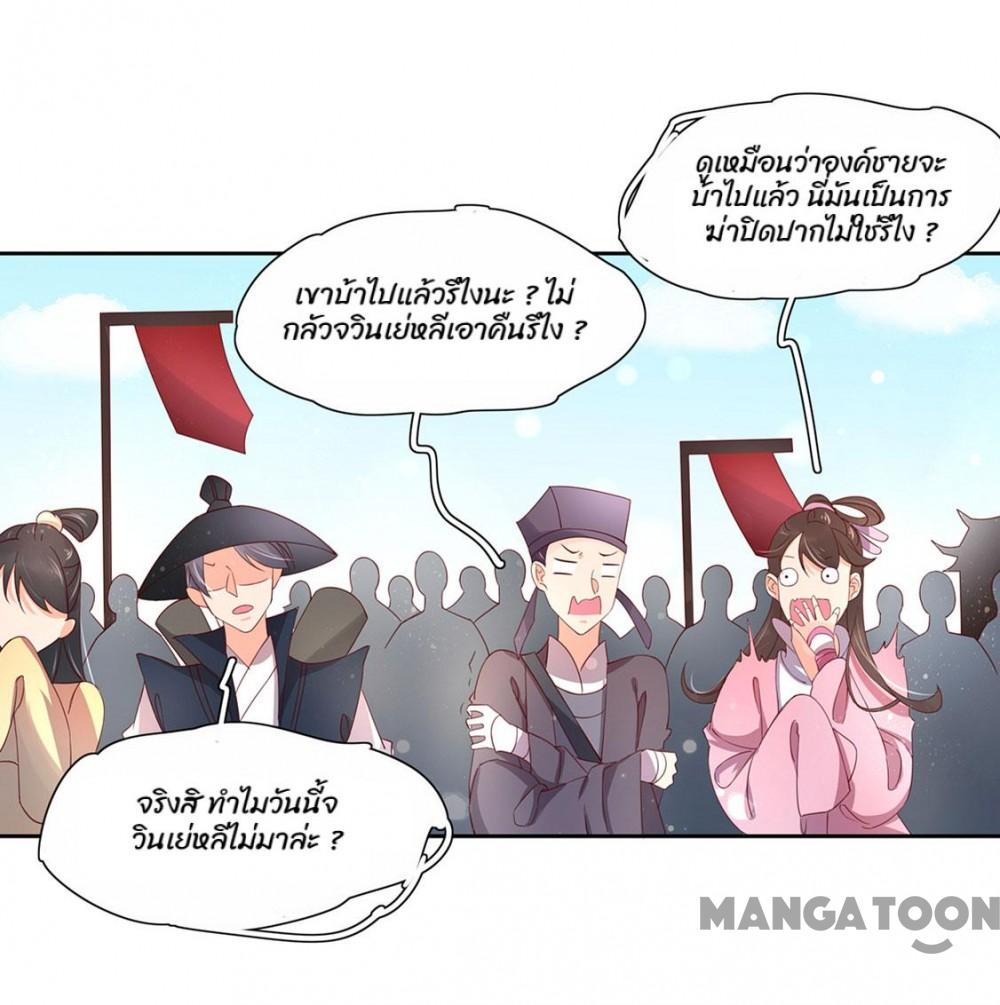 ดูเหมือนว่าองค์ชายจะ
บ้าไปแล้ว นี่มันเป็นการ
ฆ่าปิดปากไม่ใช่รึไง ?
เขาบ้าไปแล้วรึไงนะ ? ไม่
กลัวจวินเย่หลีเอาคืนรึไง ?
จริงสิ ทำไมวันนี้จ
วินเย่หลีไม่มาล่ะ ?
MANGATOON